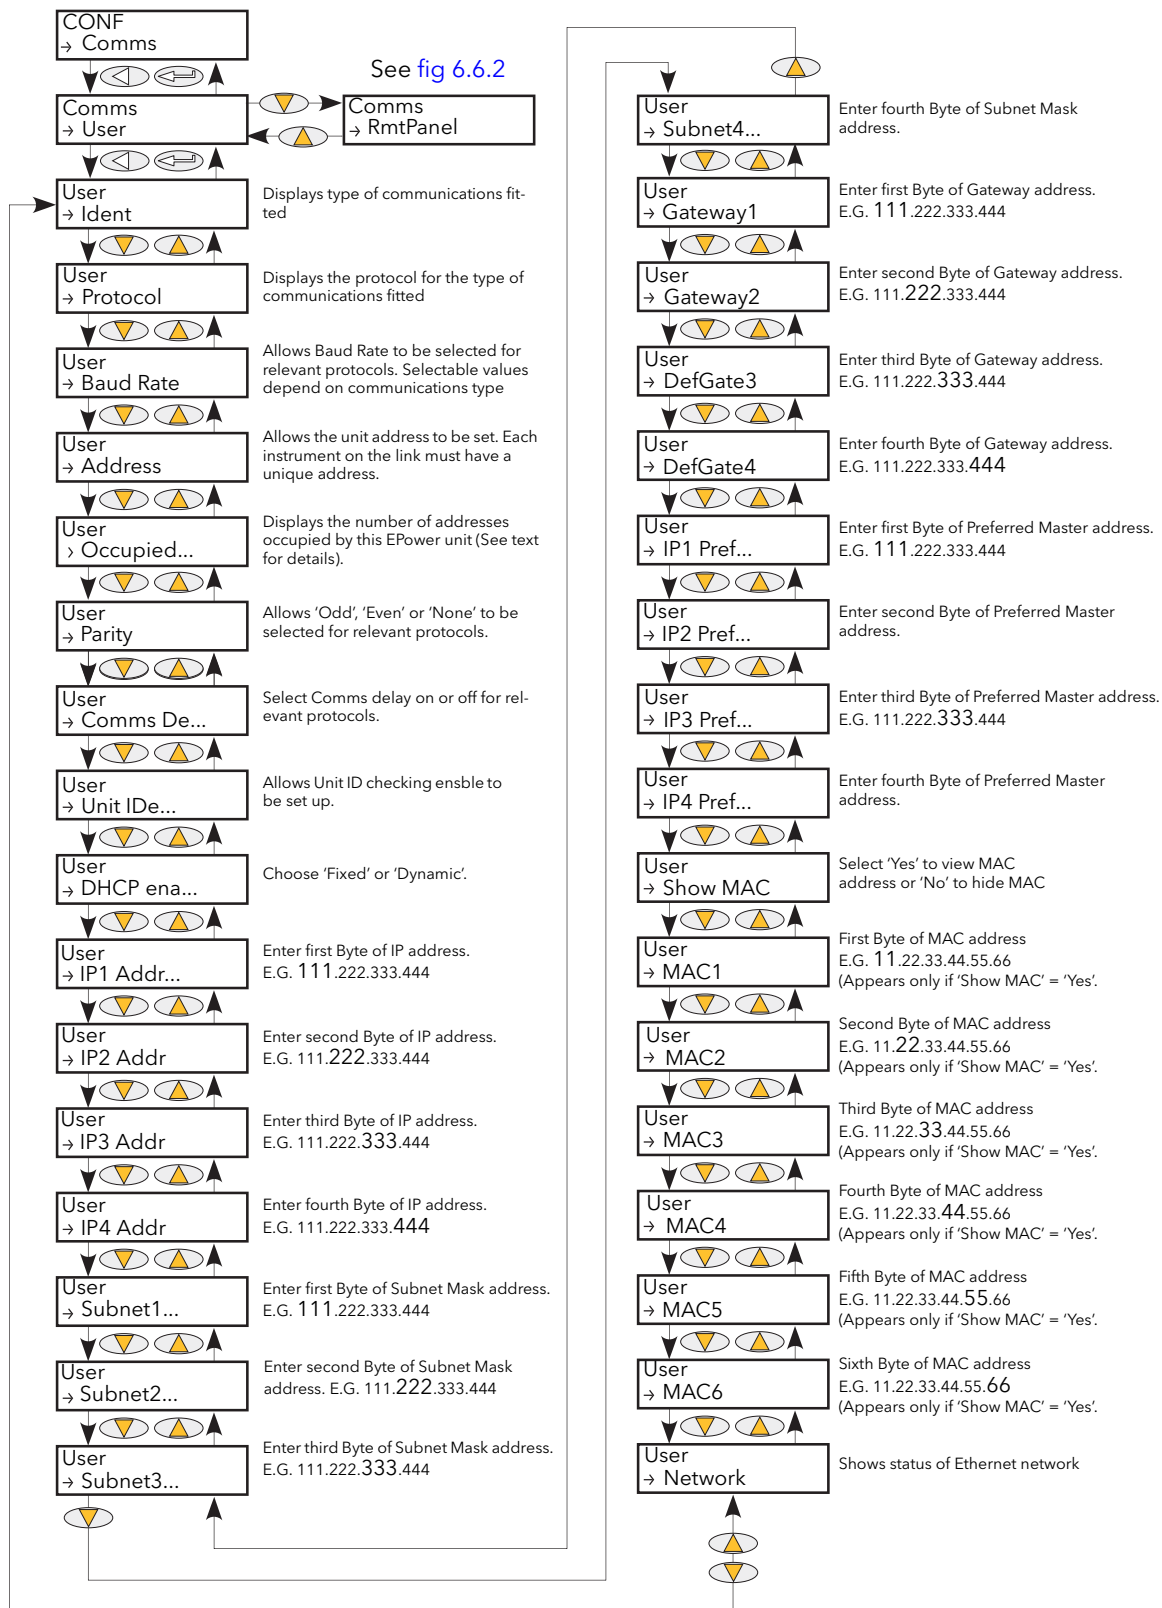 CONF
→ Comms
See fig 6.6.2
Comms
→ User
Comms
→ RmtPanel
User
→ Ident
Displays type of communications fit-
ted
User
→ Protocol
Displays the protocol for the type of
communications fitted
User
→ Baud Rate
Allows Baud Rate to be selected for
relevant protocols. Selectable values
depend on communications type
User
→ Address
Allows the unit address to be set. Each
instrument on the link must have a
unique address.
User
→ Occupied...
Displays the number of addresses
occupied by this EPower unit (See text
for details).
User
→ Parity
Allows ‘Odd’, ‘Even’ or ‘None’ to be
selected for relevant protocols.
User
→ Comms De...
Select Comms delay on or off for rel-
evant protocols.
User
→ Unit IDe...
Allows Unit ID checking ensble to
be set up.
User
→ DHCP ena...
Choose ‘Fixed’ or ‘Dynamic’.
User
→ IP1 Addr...
Enter first Byte of IP address.
E.G. 111.222.333.444
User
→ IP2 Addr
Enter second Byte of IP address.
E.G. 111.222.333.444
User
→ IP3 Addr
Enter third Byte of IP address.
E.G. 111.222.333.444
User
→ IP4 Addr
Enter fourth Byte of IP address.
E.G. 111.222.333.444
User
→ Subnet1...
Enter first Byte of Subnet Mask address.
E.G. 111.222.333.444
User
→ Subnet2...
Enter second Byte of Subnet Mask
address. E.G. 111.222.333.444
User
→ Subnet3...
Enter third Byte of Subnet Mask address.
E.G. 111.222.333.444
User
→ Subnet4...
Enter fourth Byte of Subnet Mask
address.
User
→ Gateway1
Enter first Byte of Gateway address.
E.G. 111.222.333.444
User
→ Gateway2
Enter second Byte of Gateway address.
E.G. 111.222.333.444
User
→ DefGate3
Enter third Byte of Gateway address.
E.G. 111.222.333.444
User
→ DefGate4
Enter fourth Byte of Gateway address.
E.G. 111.222.333.444
User
→ IP1 Pref...
Enter first Byte of Preferred Master address.
E.G. 111.222.333.444
User
→ IP2 Pref...
Enter second Byte of Preferred Master
address.
User
→ IP3 Pref...
Enter third Byte of Preferred Master address.
E.G. 111.222.333.444
User
→ IP4 Pref...
Enter fourth Byte of Preferred Master
address.
User
→ Show MAC
Select ‘Yes’ to view MAC
address or ‘No’ to hide MAC
User
→ MAC1
First Byte of MAC address
E.G. 11.22.33.44.55.66
(Appears only if ‘Show MAC’ = ‘Yes’.
User
→ MAC2
Second Byte of MAC address
E.G. 11.22.33.44.55.66
(Appears only if ‘Show MAC’ = ‘Yes’.
User
→ MAC3
Third Byte of MAC address
E.G. 11.22.33.44.55.66
(Appears only if ‘Show MAC’ = ‘Yes’.
User
→ MAC4
Fourth Byte of MAC address
E.G. 11.22.33.44.55.66
(Appears only if ‘Show MAC’ = ‘Yes’.
User
→ MAC5
Fifth Byte of MAC address
E.G. 11.22.33.44.55.66
(Appears only if ‘Show MAC’ = ‘Yes’.
User
→ MAC6
Sixth Byte of MAC address
E.G. 11.22.33.44.55.66
(Appears only if ‘Show MAC’ = ‘Yes’.
User
→ Network
Shows status of Ethernet network